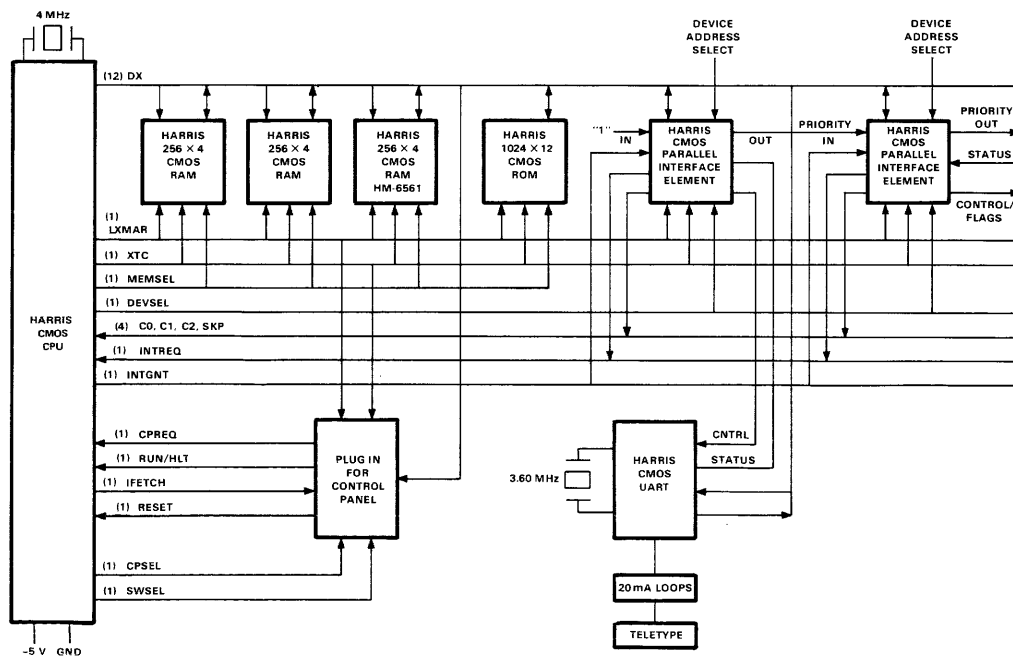 4 MHz
DEVICE
ADDRESS
SELECT
DEVICE
ADDRESS
SELECT
(12) DX
HARRIS
256 × 4
CMOS
RAM
HARRIS
256 × 4
CMOS
RAM
HARRIS
256 × 4
CMOS
RAM
HM-6561
HARRIS
1024 × 12
CMOS
ROM
"1"
IN
HARRIS
CMOS
PARALLEL
INTERFACE
ELEMENT
OUT
PRIORITY
IN
HARRIS
CMOS
PARALLEL
INTERFACE
ELEMENT
PRIORITY
OUT
STATUS
CONTROL/
FLAGS
(1)
LXMAR
(1) XTC
(1) MEMSEL
(1) DEVSEL
HARRIS
CMOS
CPU
(4) C0, C1, C2, SKP
(1) INTREQ
(1) INTGNT
(1) CPREQ
(1) RUN/HLT
(1) IFETCH
(1) RESET
(1) CPSEL
(1) SWSEL
PLUG IN
FOR
CONTROL
PANEL
3.60 MHz
HARRIS
CMOS
UART
CNTRL
STATUS
20 mA LOOPS
TELETYPE
–5 V GND